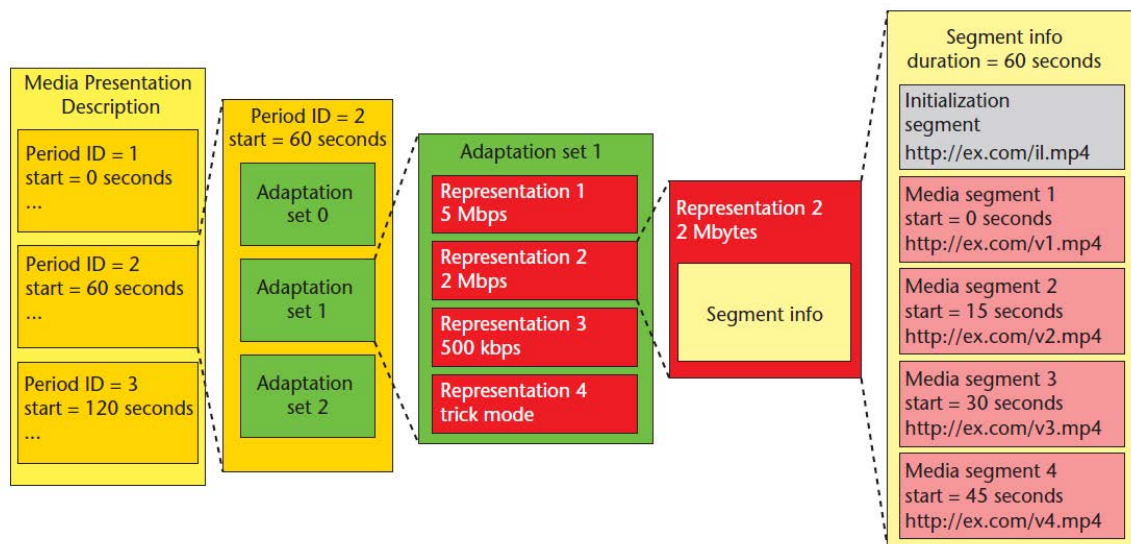 Media Presentation
Description
Period ID = 1
start = 0 seconds
...
Period ID = 2
start = 60 seconds
...
Period ID = 3
start = 120 seconds
...
Period ID = 2
start = 60 seconds
Adaptation
set 0
Adaptation
set 1
Adaptation
set 2
Adaptation set 1
Representation 1
5 Mbps
Representation 2
2 Mbps
Representation 3
500 kbps
Representation 4
trick mode
Representation 2
2 Mbytes
Segment info
Segment info
duration = 60 seconds
Initialization
segment
http://ex.com/il.mp4
Media segment 1
start = 0 seconds
http://ex.com/v1.mp4
Media segment 2
start = 15 seconds
http://ex.com/v2.mp4
Media segment 3
start = 30 seconds
http://ex.com/v3.mp4
Media segment 4
start = 45 seconds
http://ex.com/v4.mp4